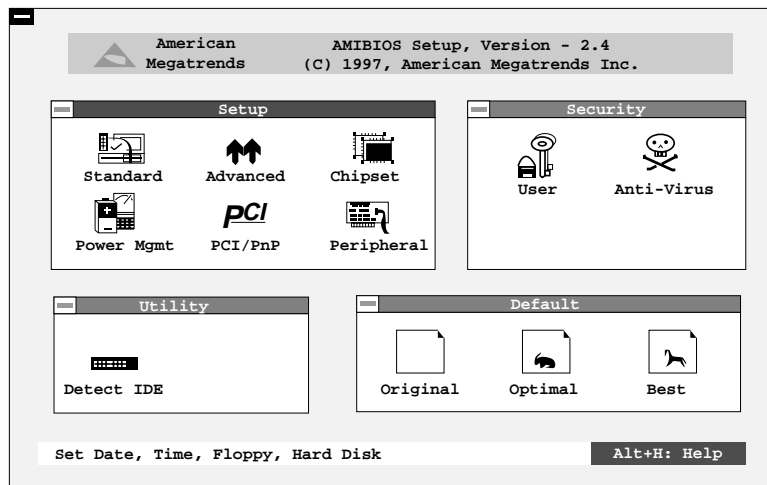 American Megatrends
AMIBIOS Setup, Version - 2.4
(C) 1997, American Megatrends Inc.
Setup
Standard
Advanced
Chipset
Power Mgmt
PCI
PCI/PnP
Peripheral
Security
User
Anti-Virus
Utility
Detect IDE
Default
Original
Optimal
Best
Set Date, Time, Floppy, Hard Disk
Alt+H: Help